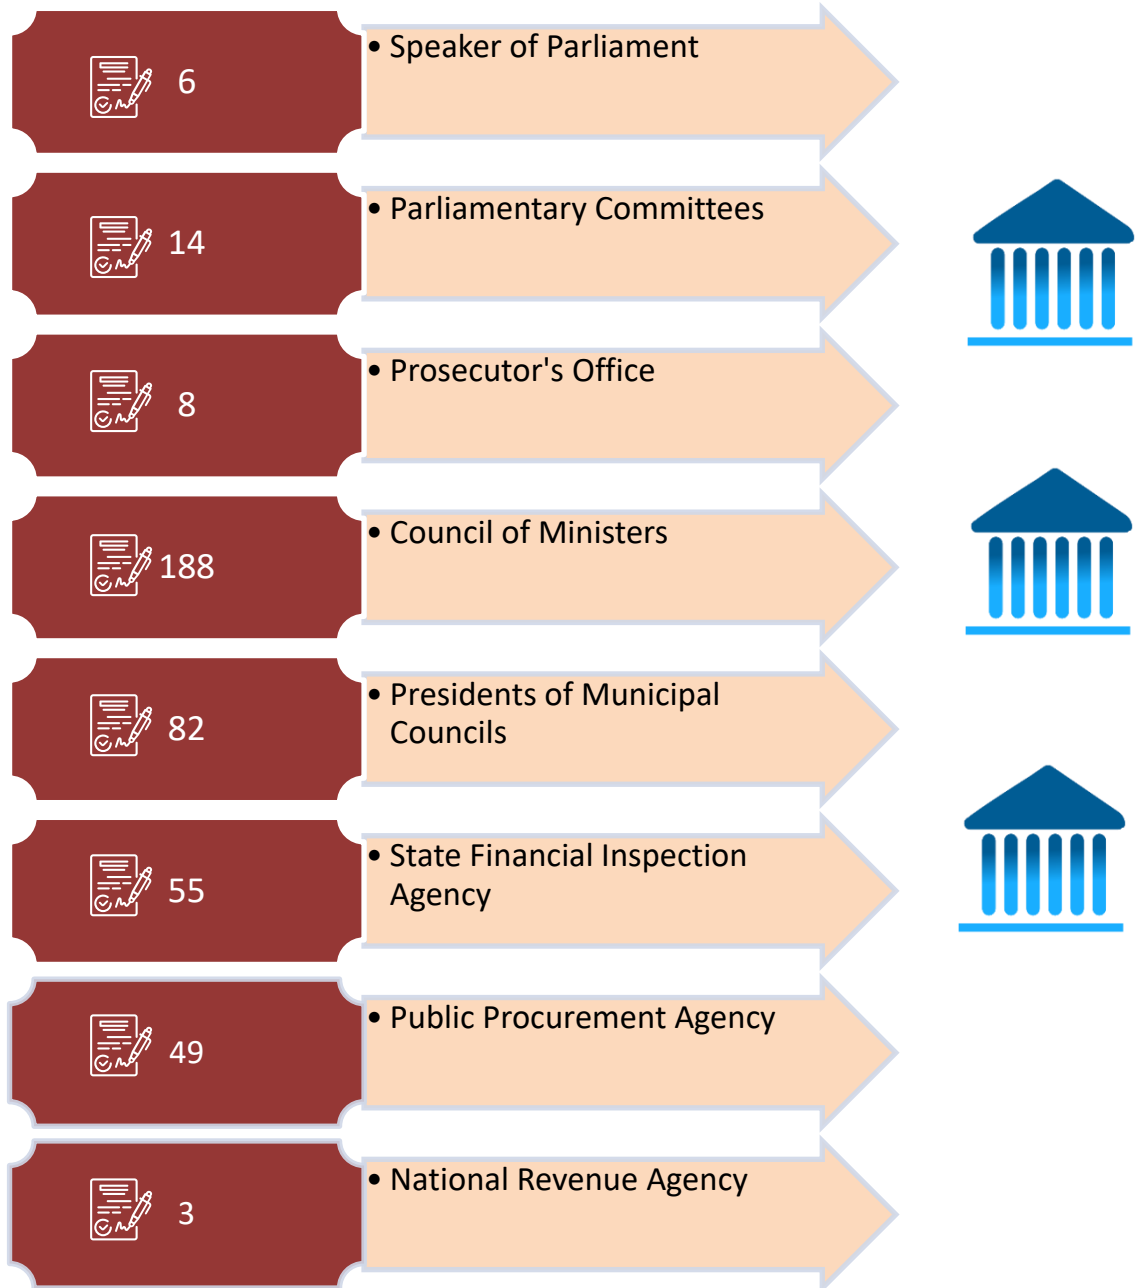 6
• Speaker of Parliament
14
• Parliamentary Committees
8
• Prosecutor's Office
188
• Council of Ministers
82
• Presidents of Municipal
Councils
55
• State Financial Inspection
Agency
49
• Public Procurement Agency
3
• National Revenue Agency